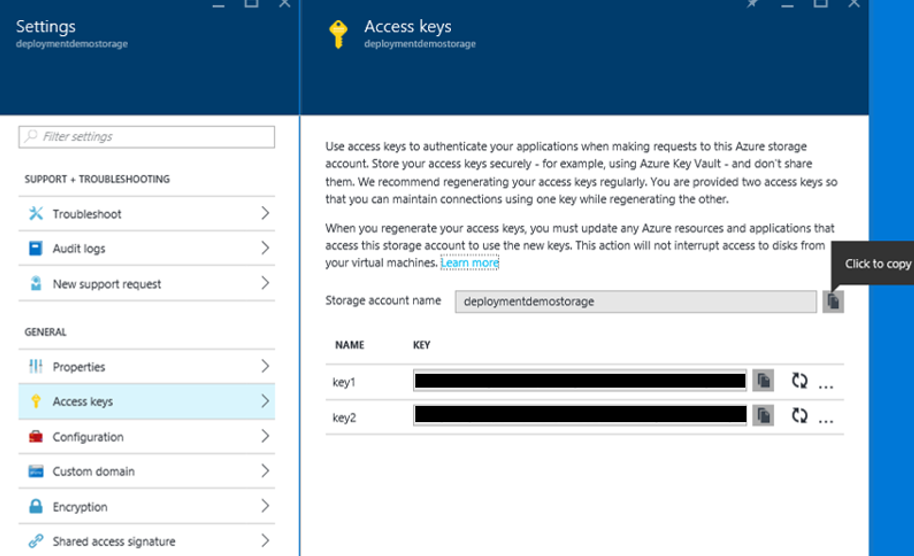 Settings
deploymentdemostorage
Filter settings
SUPPORT + TROUBLESHOOTING
Troubleshoot
Audit logs
New support request
GENERAL
Properties
Access keys
Configuration
Custom domain
Encryption
Shared access signature
Access keys
deploymentdemostorage
Use access keys to authenticate your applications when making requests to this Azure storage
account. Store your access keys securely - for example, using Azure Key Vault - and don't share
them. We recommend regenerating your access keys regularly. You are provided two access keys so
that you can maintain connections using one key while regenerating the other.
When you regenerate your access keys, you must update any Azure resources and applications that
access this storage account to use the new keys. This action will not interrupt access to disks from
your virtual machines. Learn more
Click to copy
Storage account name deploymentdemostorage
NAME KEY
key1 ...
key2 ...